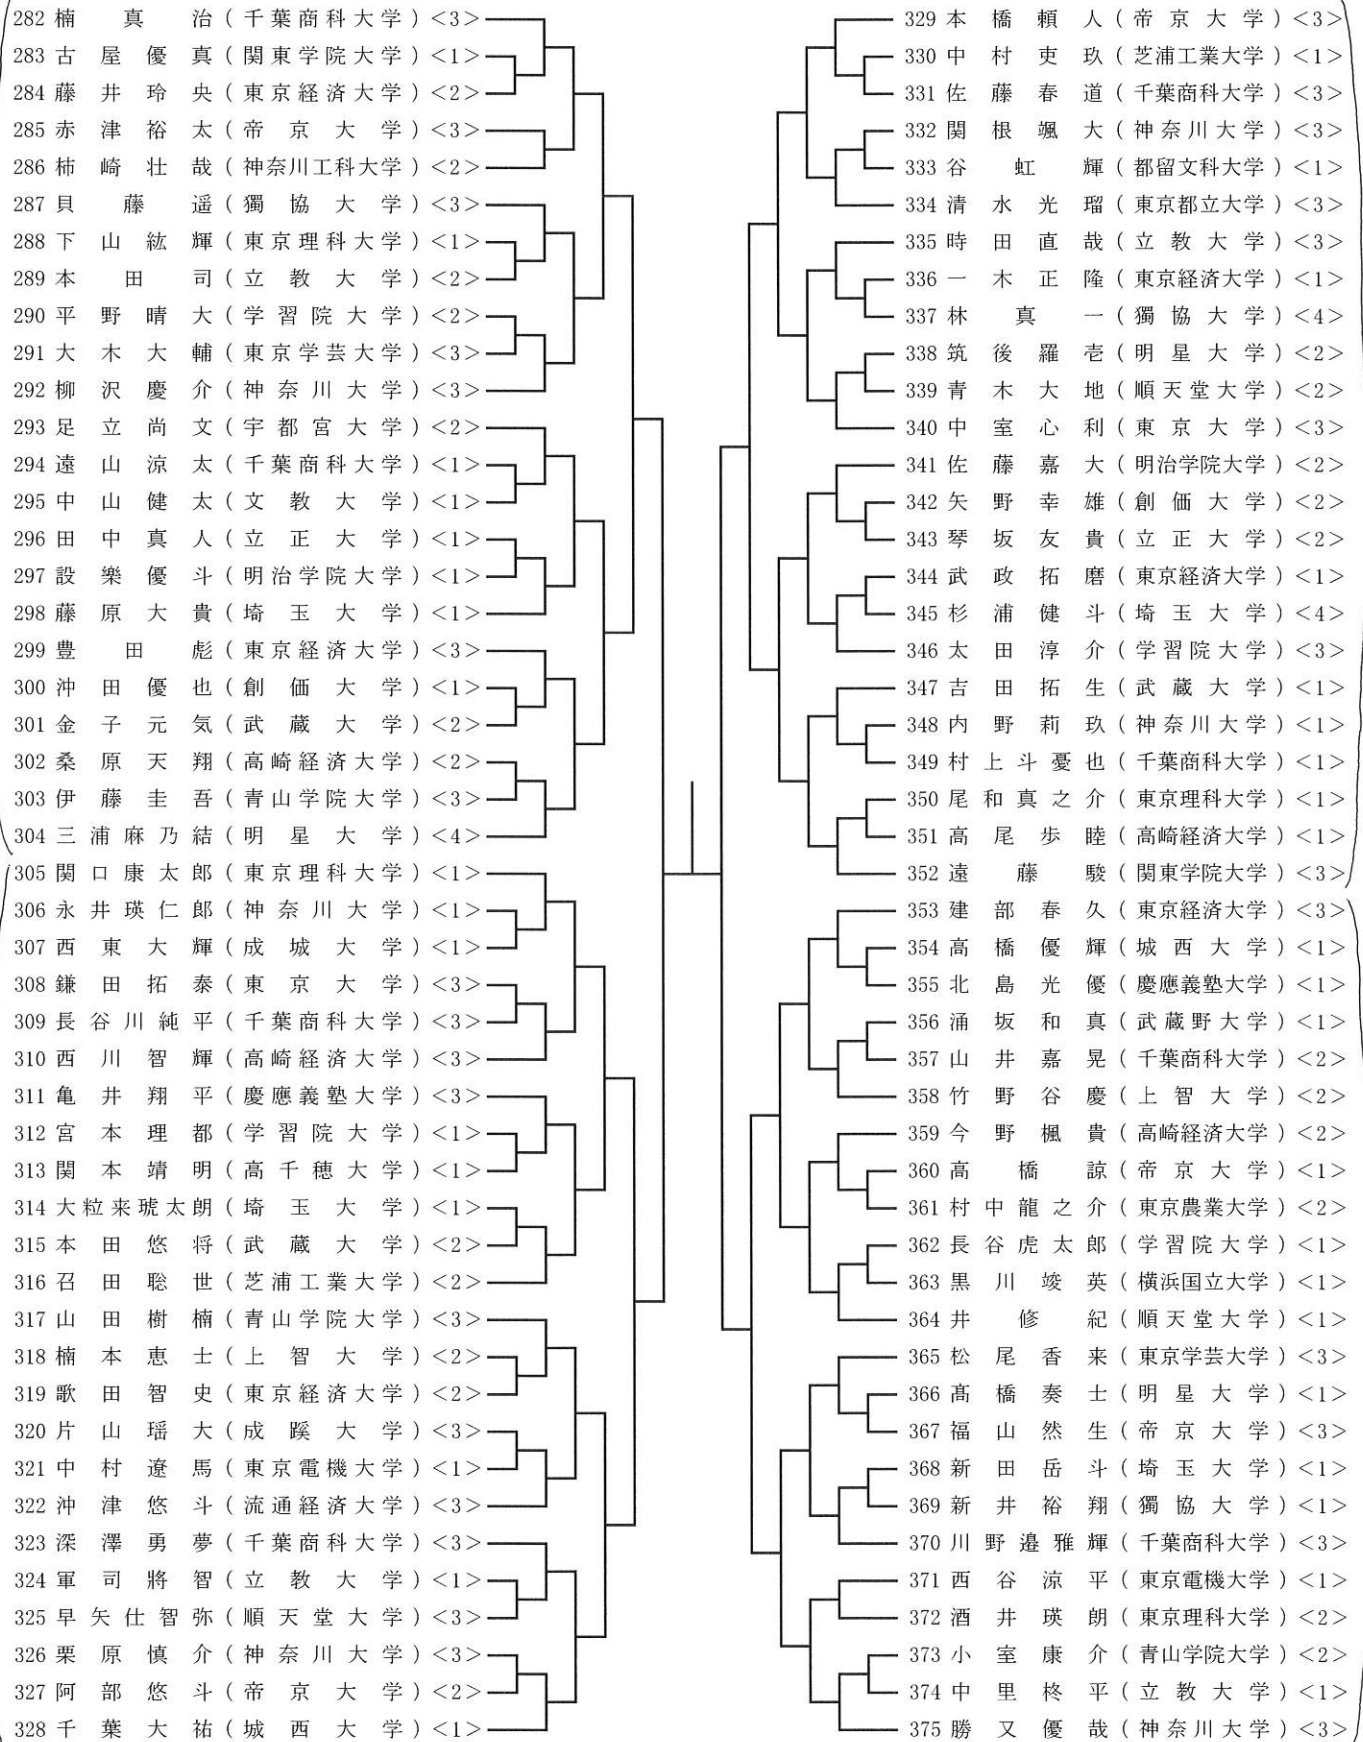 282 楠真治(千葉商科大学)<3>
283 古屋優真(関東学院大学)<1>
284 藤井玲央(東京経済大学)<2>
285 赤津裕太(帝京大学)<3>
286 柿崎壮哉(神奈川工科大学)<2>
287 貝藤遥(獨協大学)<3>
288 下山紘輝(東京理科大学)<1>
289 本田司(立教大学)<2>
290 平野晴大(学習院大学)<2>
291 大木大輔(東京学芸大学)<3>
292 柳沢慶介(神奈川大学)<3>
293 足立尚文(宇都宮大学)<2>
294 遠山涼太(千葉商科大学)<1>
295 中山健太(文教大学)<1>
296 田中真人(立正大学)<1>
297 設樂優斗(明治学院大学)<1>
298 藤原大貴(埼玉大学)<1>
299 豊田彪(東京経済大学)<3>
300 沖田優也(創価大学)<1>
301 金子元気(武蔵大学)<2>
302 桑原天翔(高崎経済大学)<2>
303 伊藤圭吾(青山学院大学)<3>
304 三浦麻乃結(明星大学)<4>
305 関口康太郎(東京理科大学)<1>
306 永井瑛仁郎(神奈川大学)<1>
307 西東大輝(成城大学)<1>
308 鎌田拓泰(東京大学)<3>
309 長谷川純平(千葉商科大学)<3>
310 西川智輝(高崎経済大学)<3>
311 亀井翔平(慶應義塾大学)<3>
312 宮本理都(学習院大学)<1>
313 関本靖明(高千穂大学)<1>
314 大粒来琥太朗(埼玉大学)<1>
315 本田悠将(武蔵大学)<2>
316 召田聡世(芝浦工業大学)<2>
317 山田樹楠(青山学院大学)<3>
318 楠本恵士(上智大学)<2>
319 歌田智史(東京経済大学)<2>
320 片山瑶大(成蹊大学)<3>
321 中村遼馬(東京電機大学)<1>
322 沖津悠斗(流通経済大学)<3>
323 深澤勇夢(千葉商科大学)<3>
324 軍司將智(立教大学)<1>
325 早矢仕智弥(順天堂大学)<3>
326 栗原慎介(神奈川大学)<3>
327 阿部悠斗(帝京大学)<2>
328 千葉大祐(城西大学)<1>
329 本橋頼人(帝京大学)<3>
330 中村吏玖(芝浦工業大学)<1>
331 佐藤春道(千葉商科大学)<3>
332 関根颯大(神奈川大学)<3>
333 谷虹輝(都留文科大学)<1>
334 清水光瑠(東京都立大学)<3>
335 時田直哉(立教大学)<3>
336 一木正隆(東京経済大学)<1>
337 林真一(獨協大学)<4>
338 筑後羅壱(明星大学)<2>
339 青木大地(順天堂大学)<2>
340 中室心利(東京大学)<3>
341 佐藤嘉大(明治学院大学)<2>
342 矢野幸雄(創価大学)<2>
343 琴坂友貴(立正大学)<2>
344 武政拓磨(東京経済大学)<1>
345 杉浦健斗(埼玉大学)<4>
346 太田淳介(学習院大学)<3>
347 吉田拓生(武蔵大学)<1>
348 内野莉玖(神奈川大学)<1>
349 村上斗憂也(千葉商科大学)<1>
350 尾和真之介(東京理科大学)<1>
351 高尾歩睦(高崎経済大学)<1>
352 遠藤駿(関東学院大学)<3>
353 建部春久(東京経済大学)<3>
354 高橋優輝(城西大学)<1>
355 北島光優(慶應義塾大学)<1>
356 涌坂和真(武蔵野大学)<1>
357 山井嘉晃(千葉商科大学)<2>
358 竹野谷慶(上智大学)<2>
359 今野楓貴(高崎経済大学)<2>
360 高橋諒(帝京大学)<1>
361 村中龍之介(東京農業大学)<2>
362 長谷虎太郎(学習院大学)<1>
363 黒川竣英(横浜国立大学)<1>
364 井修紀(順天堂大学)<1>
365 松尾香来(東京学芸大学)<3>
366 髙橋奏士(明星大学)<1>
367 福山然生(帝京大学)<3>
368 新田岳斗(埼玉大学)<1>
369 新井裕翔(獨協大学)<1>
370 川野邉雅輝(千葉商科大学)<3>
371 西谷涼平(東京電機大学)<1>
372 酒井瑛朗(東京理科大学)<2>
373 小室康介(青山学院大学)<2>
374 中里柊平(立教大学)<1>
375 勝又優哉(神奈川大学)<3>